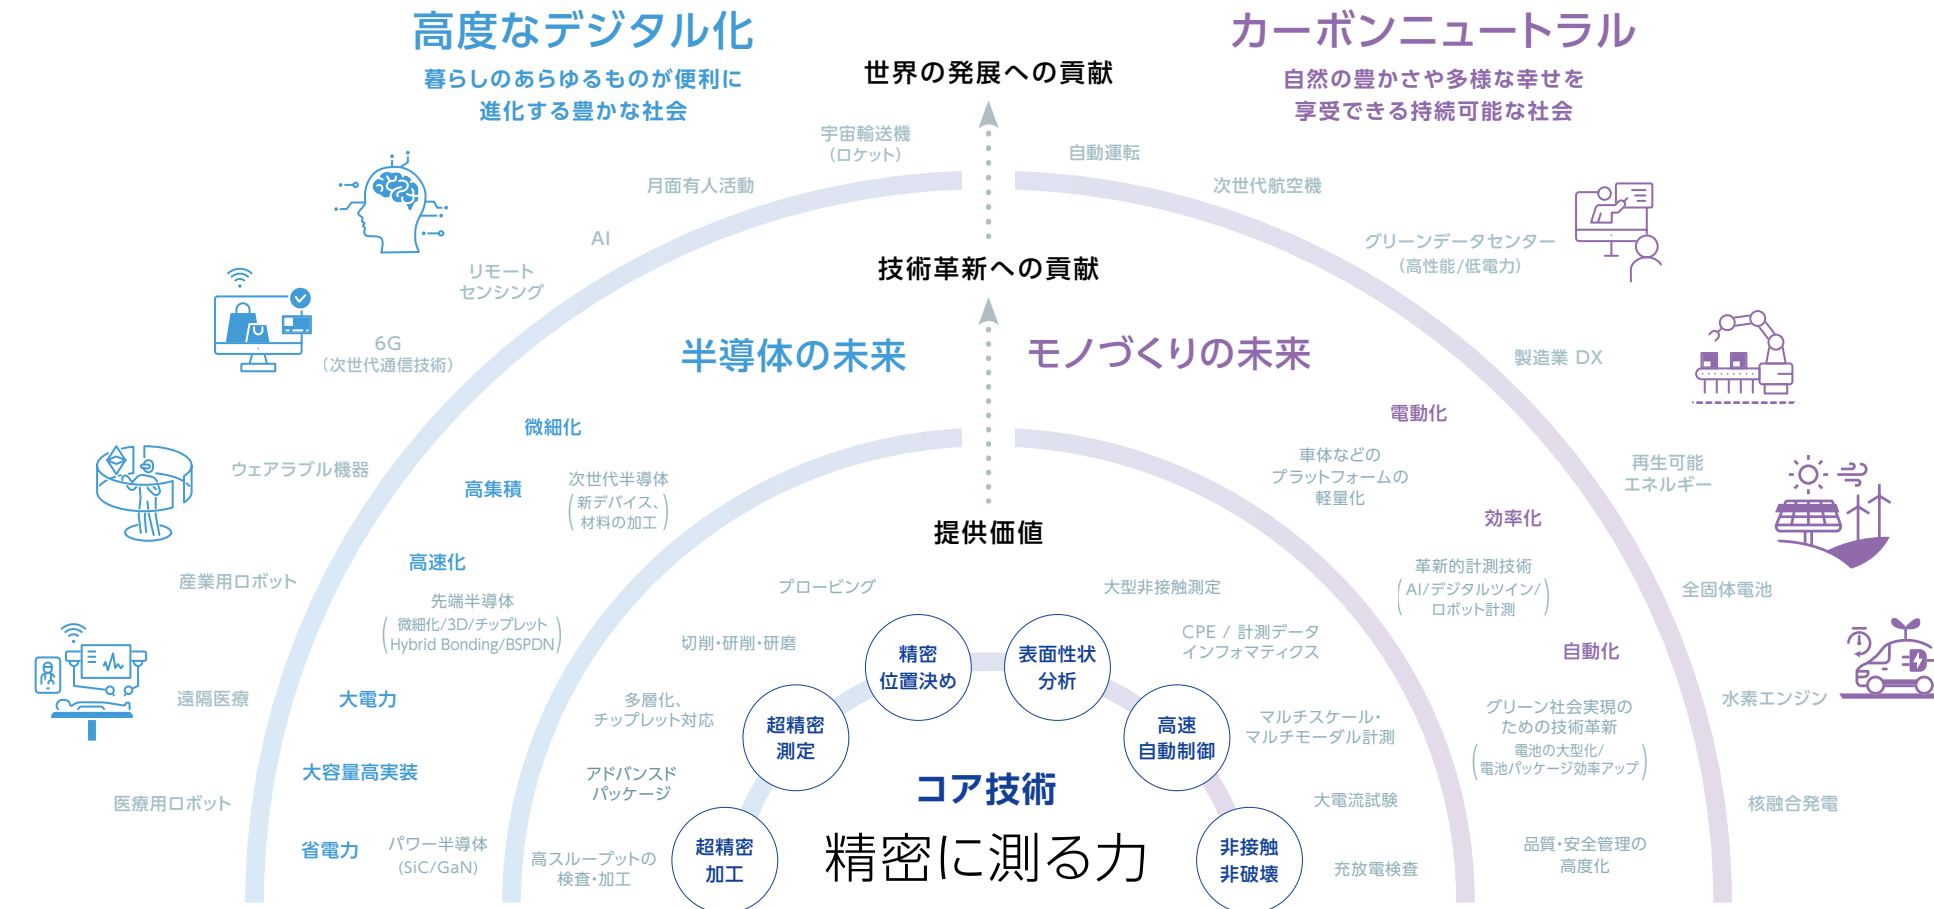 高度なデジタル化
暮らしのあらゆるものが便利に
進化する豊かな社会
カーボンニュートラル
自然の豊かさや多様な幸せを
享受できる持続可能な社会
世界の発展への貢献
宇宙輸送機
（ロケット）
自動運転
月面有人活動
次世代航空機
AI
グリーンデータセンター
（高性能/低電力）
リモート
センシング
技術革新への貢献
6G
（次世代通信技術）
半導体の未来
モノづくりの未来
製造業 DX
微細化
電動化
ウェアラブル機器
高集積
次世代半導体
（新デバイス、
材料の加工）
車体などの
プラットフォームの
軽量化
再生可能
エネルギー
効率化
提供価値
高速化
産業用ロボット
プロービング
大型非接触測定
革新的計測技術
（AI/デジタルツイン/
ロボット計測）
全固体電池
先端半導体
（微細化/3D/チップレット
Hybrid Bonding/BSPDN）
切削・研削・研磨
精密
位置決め
表面性状
分析
CPE / 計測データ
インフォマティクス
自動化
遠隔医療
大電力
多層化、
チップレット対応
超精密
測定
高速
自動制御
マルチスケール・
マルチモーダル計測
グリーン社会実現の
ための技術革新
（電池の大型化/
電池パッケージ効率アップ）
水素エンジン
大容量高実装
アドバンスド
パッケージ
コア技術
医療用ロボット
大電流試験
核融合発電
省電力
パワー半導体
（SiC/GaN）
高スループットの
検査・加工
超精密
加工
精密に測る力
非接触
非破壊
充放電検査
品質・安全管理の
高度化